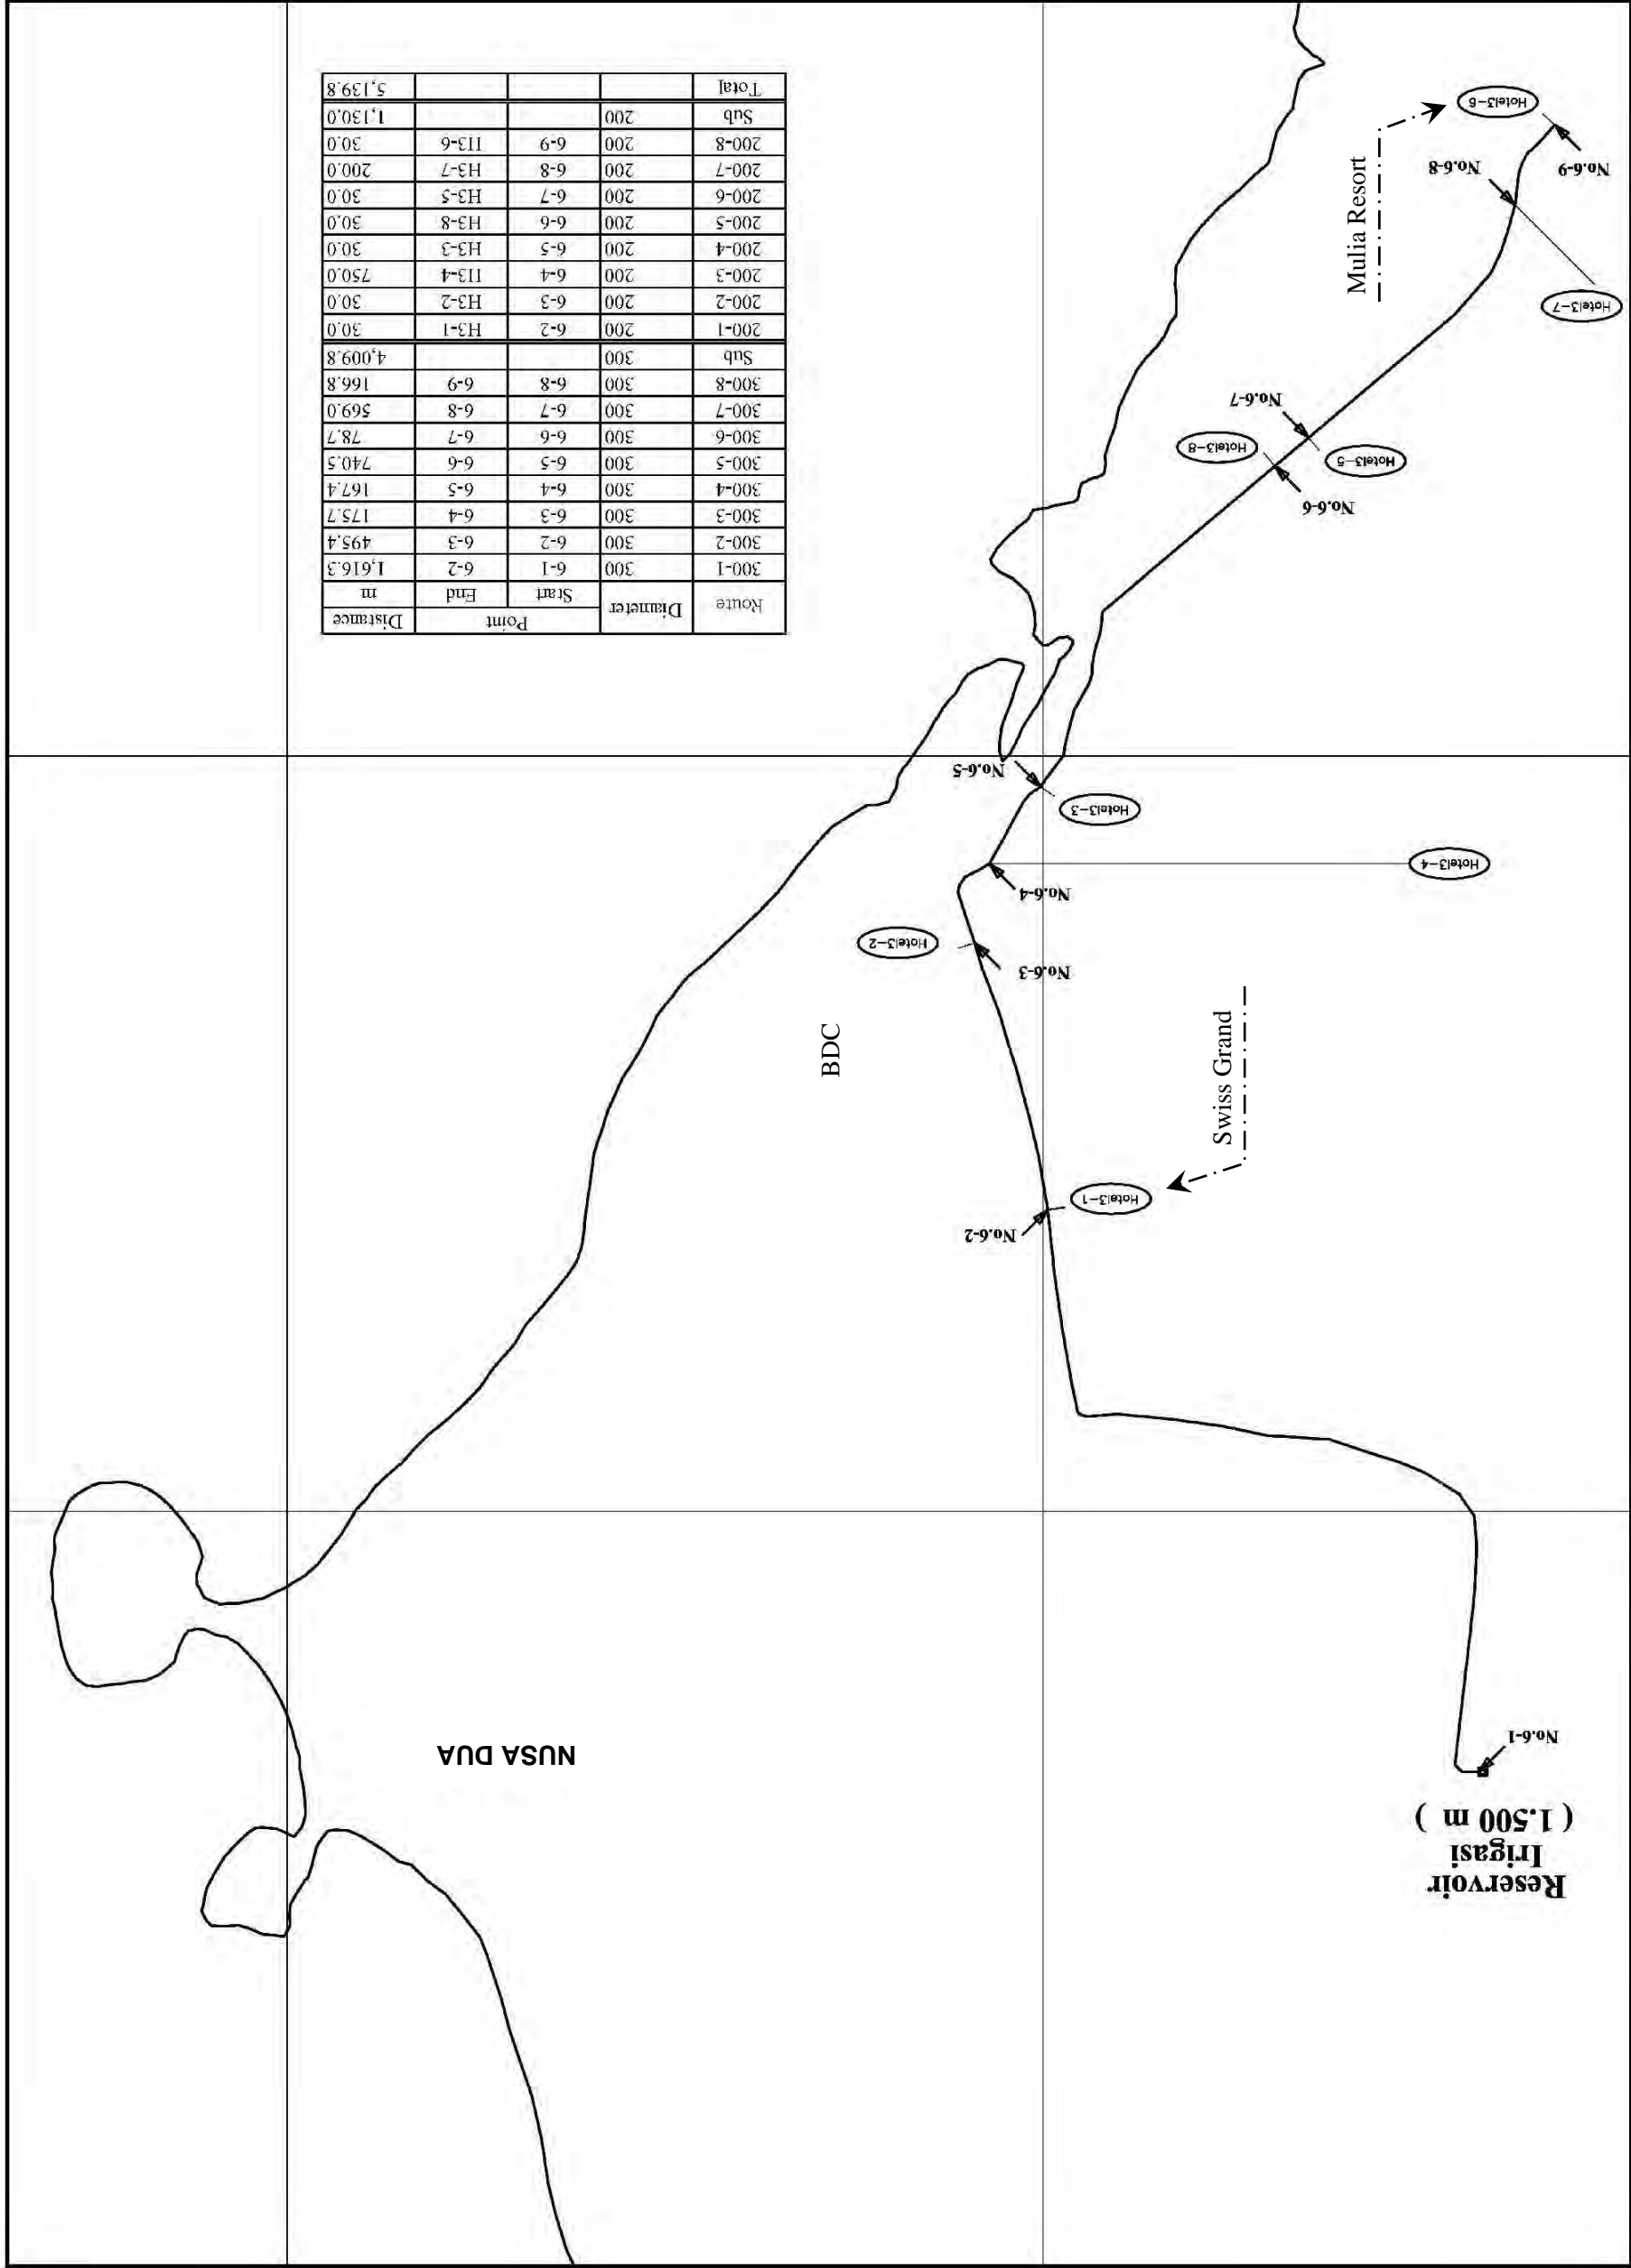 Reservoir
Irigasi
( 1.500 m )
No.6-1
NUSA DUA
No.6-2
Hotel3-1
Swiss Grand
BDC
No.6-3
Hotel3-2
No.6-4
Hotel3-4
Hotel3-3
No.6-5
No.6-6
Hotel3-5
Hotel3-8
No.6-7
Hotel3-7
Mulia Resort
No.6-8
No.6-9
Hotel3-6
Route Diameter Point Distance
Start End m
300-1 300 6-1 6-2 1,616.3
300-2 300 6-2 6-3 495.4
300-3 300 6-3 6-4 175.7
300-4 300 6-4 6-5 167.4
300-5 300 6-5 6-6 740.5
300-6 300 6-6 6-7 78.7
300-7 300 6-7 6-8 569.0
300-8 300 6-8 6-9 166.8
Sub 300 4,009.8
200-1 200 6-2 H3-1 30.0
200-2 200 6-3 H3-2 30.0
200-3 200 6-4 H3-4 750.0
200-4 200 6-5 H3-3 30.0
200-5 200 6-6 H3-8 30.0
200-6 200 6-7 H3-5 30.0
200-7 200 6-8 H3-7 200.0
200-8 200 6-9 H3-6 30.0
Sub 200 1,130.0
Total 5,139.8